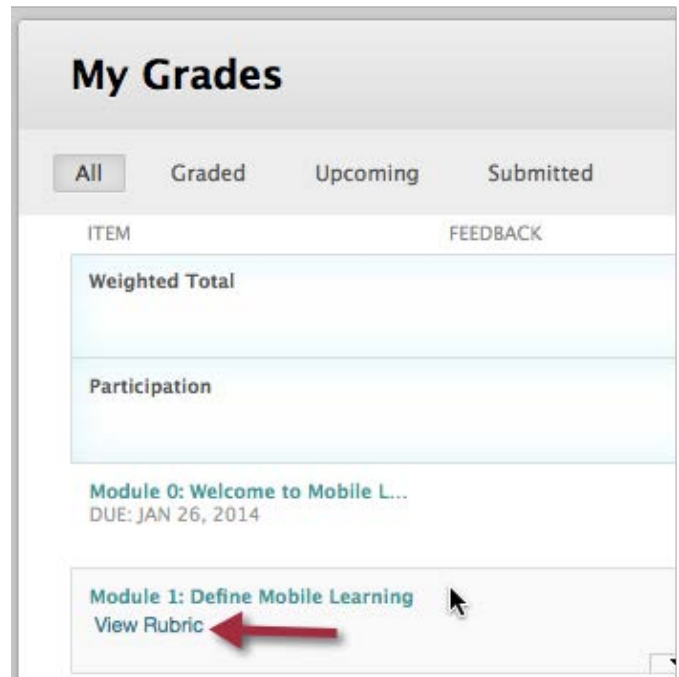 My Grades
All Graded Upcoming Submitted
ITEM FEEDBACK
Weighted Total
Participation
Module 0: Welcome to Mobile L...
DUE: JAN 26, 2014
Module 1: Define Mobile Learning
View Rubric